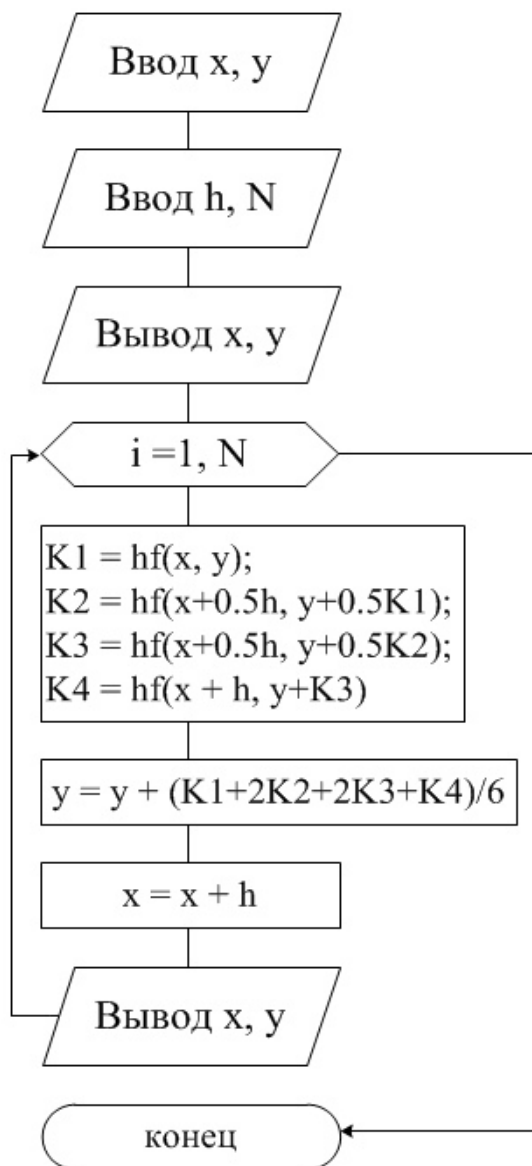 Ввод x, y
Ввод h, N
Вывод x, y
i =1, N
K1 = hf(x, y);
K2 = hf(x+0.5h, y+0.5K1);
K3 = hf(x+0.5h, y+0.5K2);
K4 = hf(x + h, y+K3)
y = y + (K1+2K2+2K3+K4)/6
x = x + h
Вывод x, y
конец